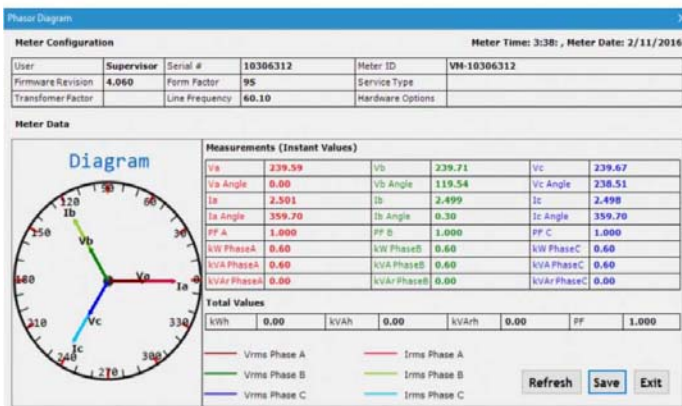 Phasor Diagram X
Meter Configuration Meter Time: 3:38: , Meter Date: 2/11/2016
User Supervisor Serial # 10306312 Meter ID VM-10306312
Firmware Revision 4.060 Form Factor 9S Service Type
Transfomer Factor Line Frequency 60.10 Hardware Options
Meter Data
Measurements (Instant Values)
Diagram
Va 239.59 Vb 239.71 Vc 239.67
Va Angle 0.00 Vb Angle 119.54 Vc Angle 238.51
Ia 2.501 Ib 2.499 Ic 2.498
Ia Angle 359.70 Ib Angle 0.30 Ic Angle 359.70
PF A 1.000 PF B 1.000 PF C 1.000
kW PhaseA 0.60 kW PhaseB 0.60 kW PhaseC 0.60
kVA PhaseA 0.60 kVA PhaseB 0.60 kVA PhaseC 0.60
kVAr PhaseA 0.00 kVAr PhaseB 0.00 kVAr PhaseC 0.00
90
120 60
Ib
150 Vb 30
180 Va Ia 0
210 Vc 330
Ic
240 300
270
Total Values
kWh 0.00 kVAh 0.00 kVArh 0.00 PF 1.000
Vrms Phase A Irms Phase A
Vrms Phase B Irms Phase B
Vrms Phase C Irms Phase C
Refresh Save Exit